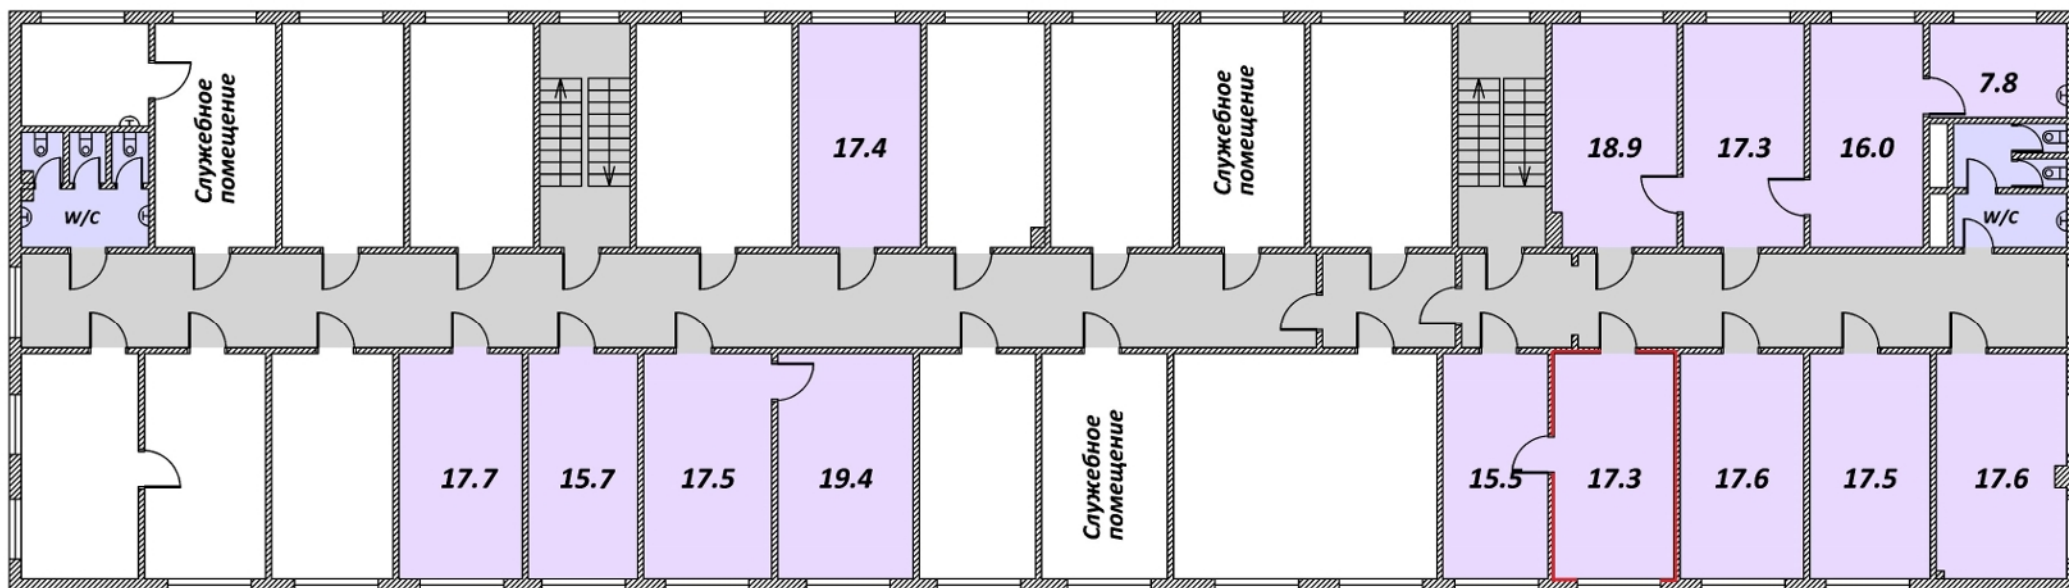 Служебное
помещение
17.4
Служебное
помещение
18.9
17.3
16.0
7.8
W/C
W/C
17.7
15.7
17.5
19.4
Служебное
помещение
15.5
17.3
17.6
17.5
17.6